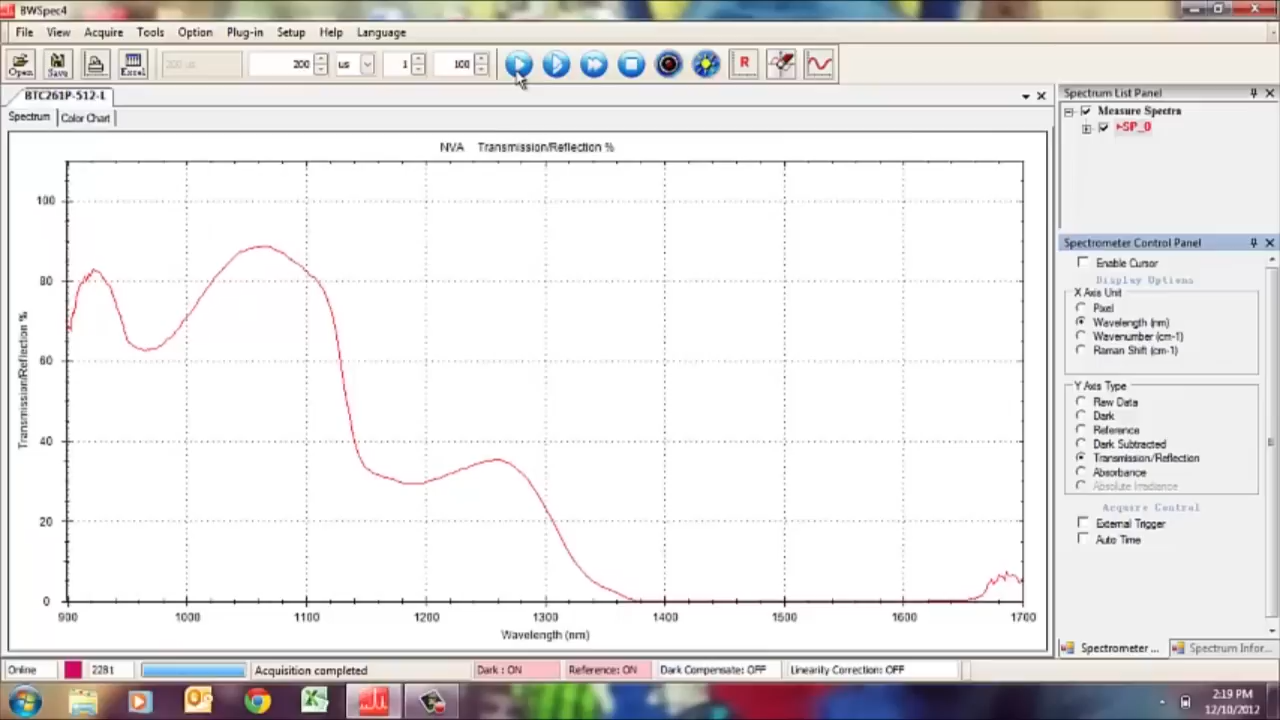 BWSpec4
File View Acquire Tools Option Plug-in Setup Help Language
Open Save Excel 200 us 200 us 1 100 R
BTC261P-512-L
Spectrum Color Chart
NVA Transmission/Reflection %
100
80
60
40
20
0
Transmission/Reflection %
900 1000 1100 1200 1300 1400 1500 1600 1700
Wavelength (nm)
Spectrum List Panel
Measure Spectra
SP_0
Spectrometer Control Panel
Enable Cursor
Display Options
X Axis Unit
Pixel
Wavelength (nm)
Wavenumber (cm-1)
Raman Shift (cm-1)
Y Axis Type
Raw Data
Dark
Reference
Dark Subtracted
Transmission/Reflection
Absorbance
Absolute Irradiance
Acquire Control
External Trigger
Auto Time
Spectrometer ... Spectrum Infor...
Online 2281 Acquisition completed Dark : ON Reference: ON Dark Compensate: OFF Linearity Correction: OFF
2:19 PM
12/10/2012